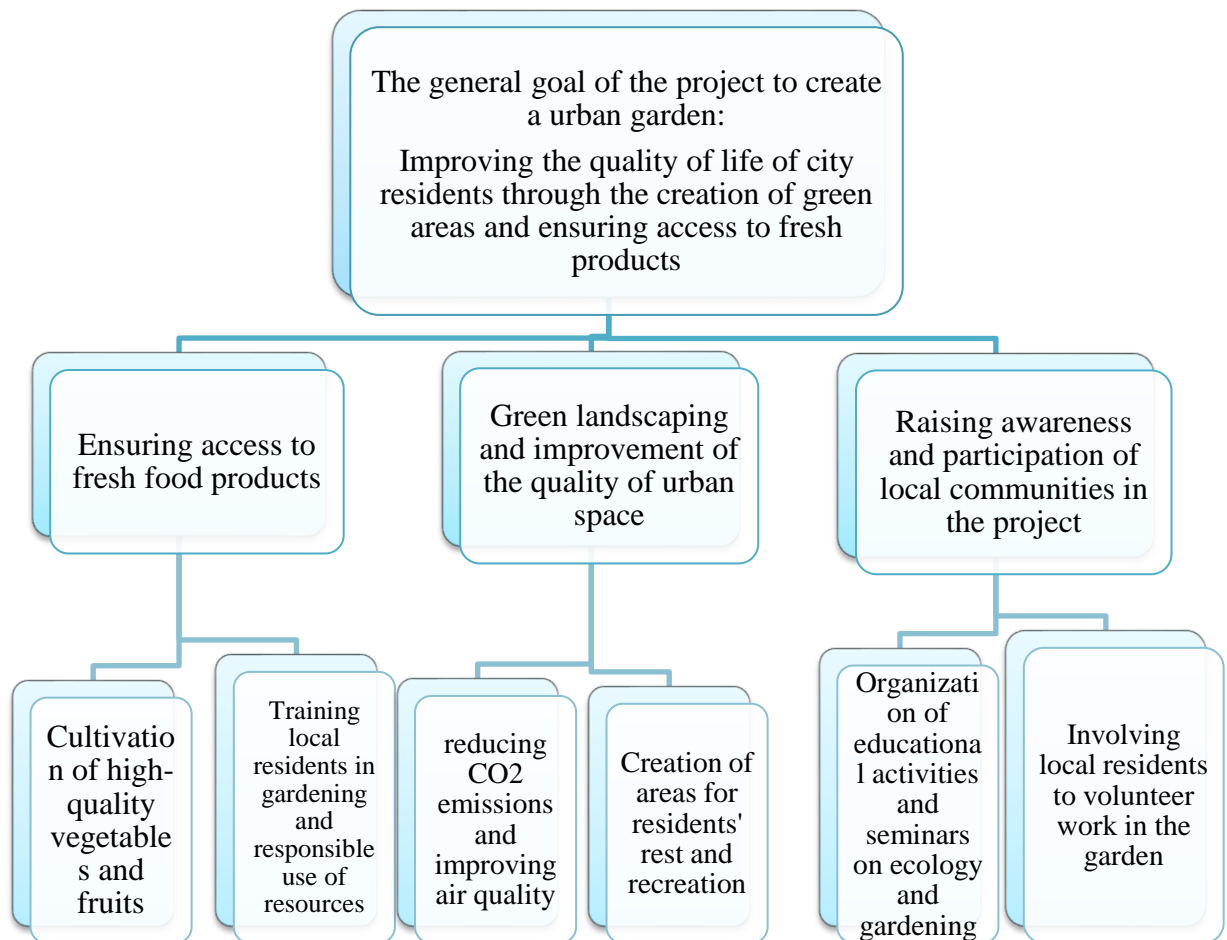 The general goal of the project to create
a urban garden:
Improving the quality of life of city
residents through the creation of green
areas and ensuring access to fresh
products
Ensuring access to
fresh food products
Green landscaping
and improvement of
the quality of urban
space
Raising awareness
and participation of
local communities in
the project
Cultivatio
n of high-
quality
vegetable
s and
fruits
Training
local
residents in
gardening
and
responsible
use of
resources
reducing
CO2
emissions
and
improving
air quality
Creation of
areas for
residents'
rest and
recreation
Organizati
on of
educationa
l activities
and
seminars
on ecology
and
gardening
Involving
local residents
to volunteer
work in the
garden